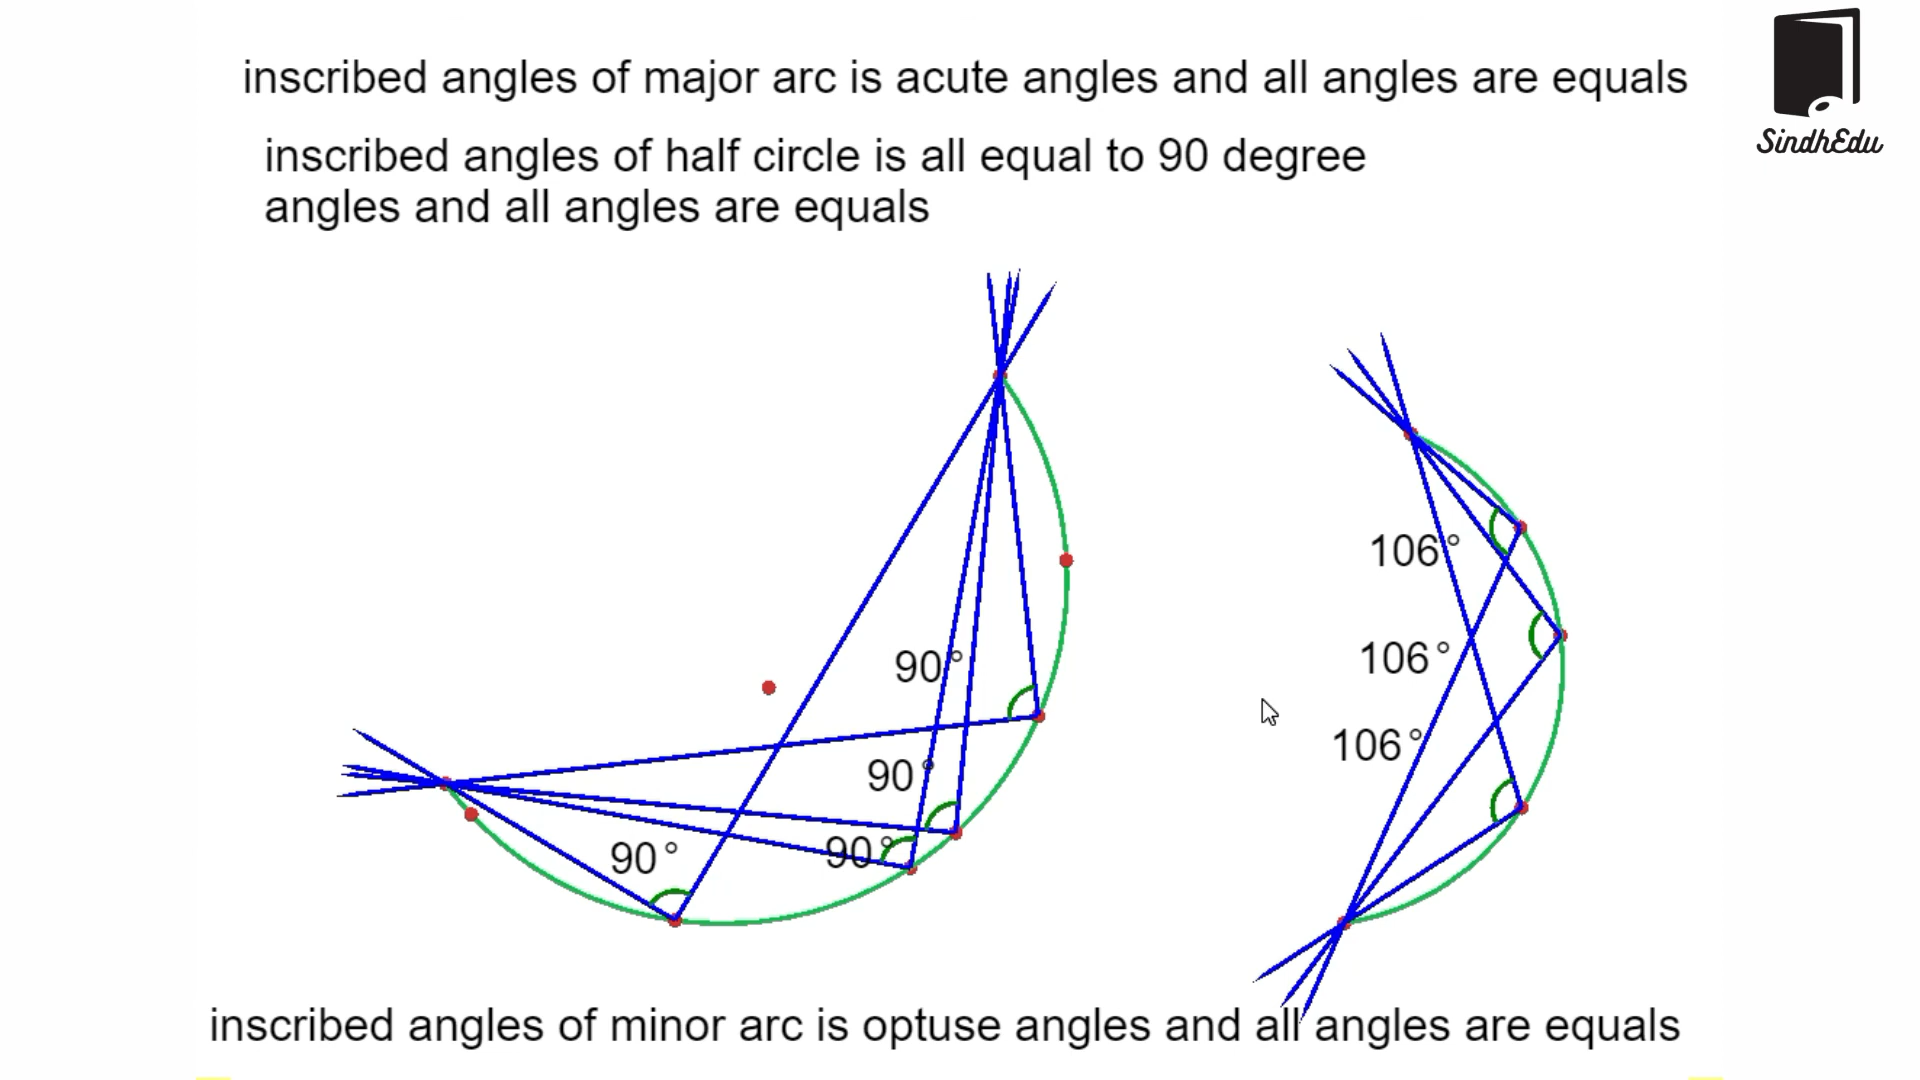 inscribed angles of major arc is acute angles and all angles are equals
SindhEdu
inscribed angles of half circle is all equal to 90 degree
angles and all angles are equals
106°
90°
106°
106°
90°
90°
90°
inscribed angles of minor arc is optuse angles and all angles are equals